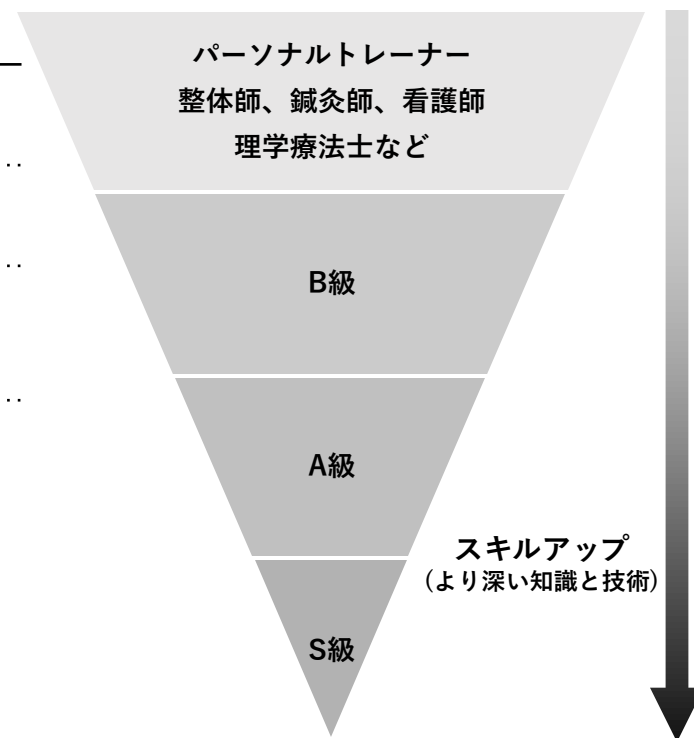 パーソナルトレーナー
整体師、鍼灸師、看護師
理学療法士など
B級
A級
スキルアップ
(より深い知識と技術)
S級